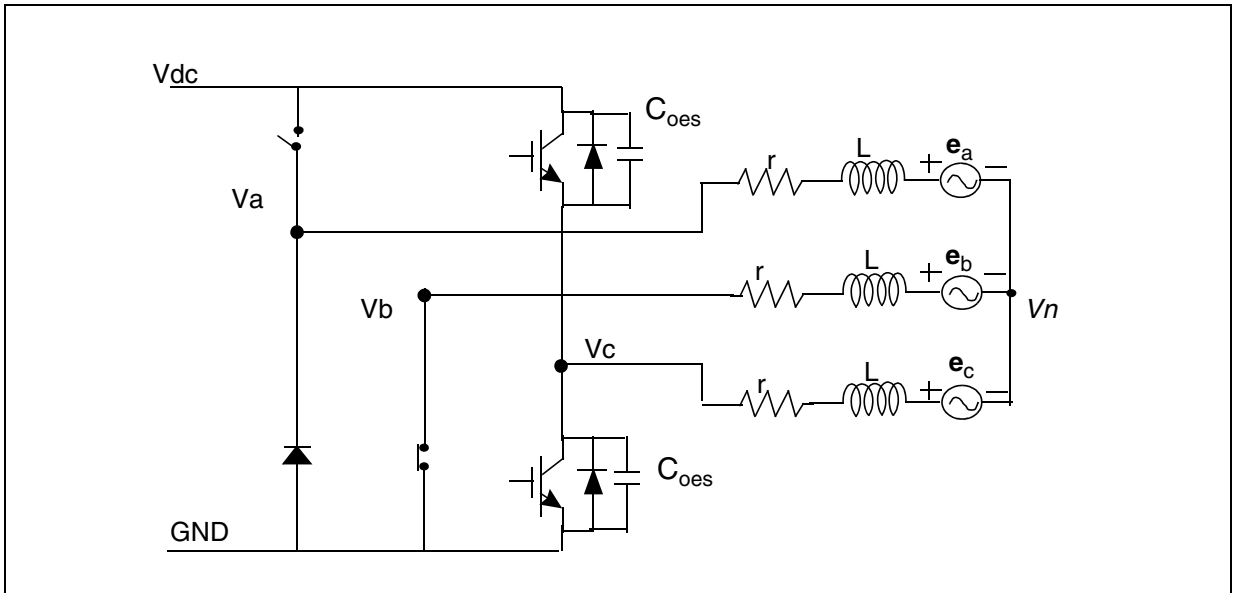 Vdc
Coes
r L + ea −
Va
r L + eb −
Vb
Vn
Vc
r L + ec −
Coes
GND